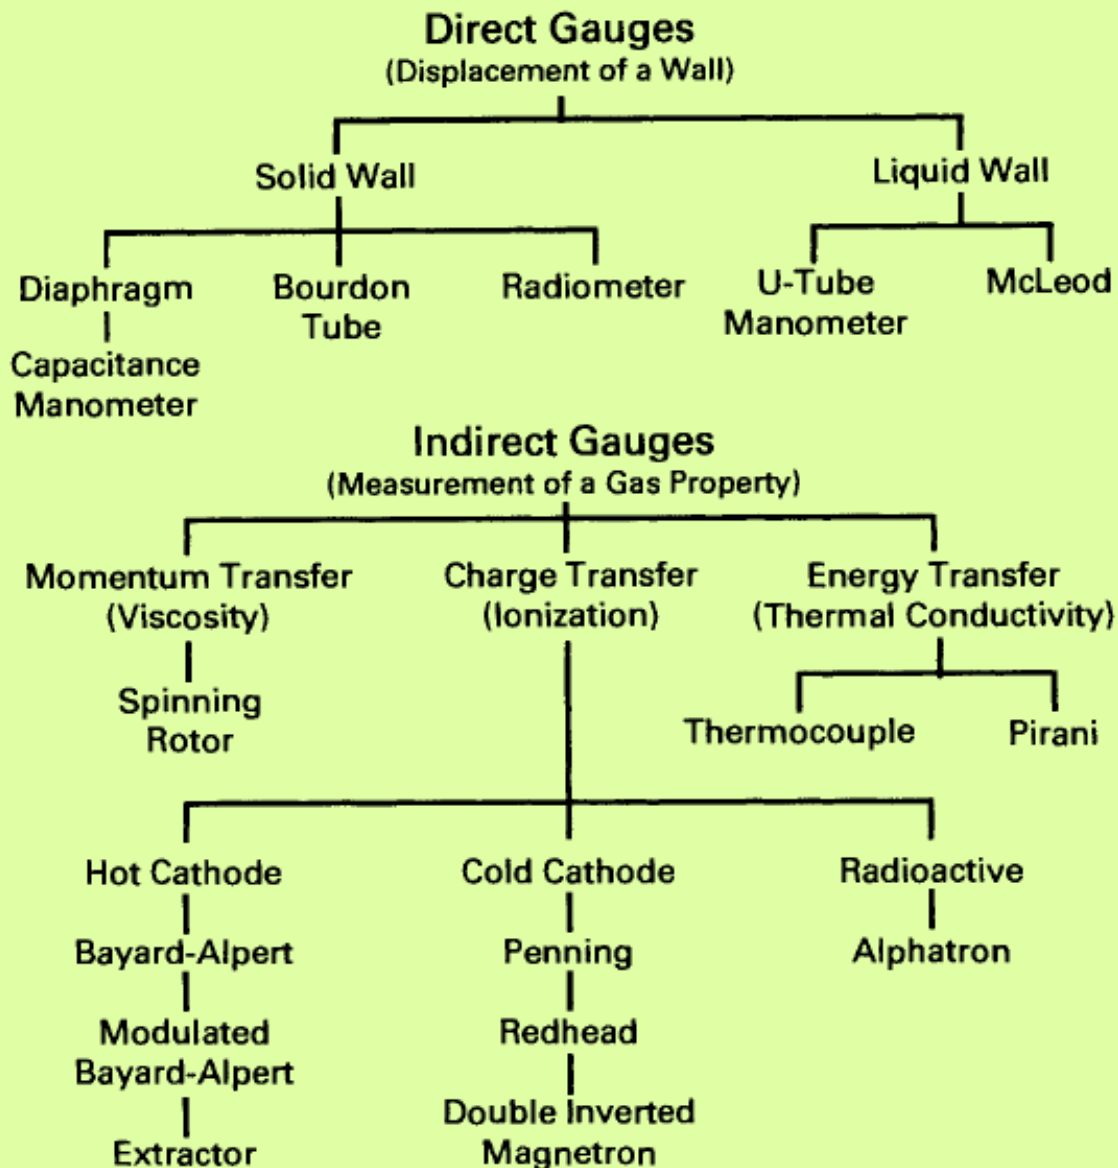 Direct Gauges
(Displacement of a Wall)
Solid Wall
Liquid Wall
Diaphragm
Bourdon
Tube
Radiometer
U-Tube
Manometer
McLeod
Capacitance
Manometer
Indirect Gauges
(Measurement of a Gas Property)
Momentum Transfer
(Viscosity)
Charge Transfer
(Ionization)
Energy Transfer
(Thermal Conductivity)
Spinning
Rotor
Thermocouple
Pirani
Hot Cathode
Cold Cathode
Radioactive
Bayard-Alpert
Penning
Alphatron
Modulated
Bayard-Alpert
Redhead
Extractor
Double Inverted
Magnetron